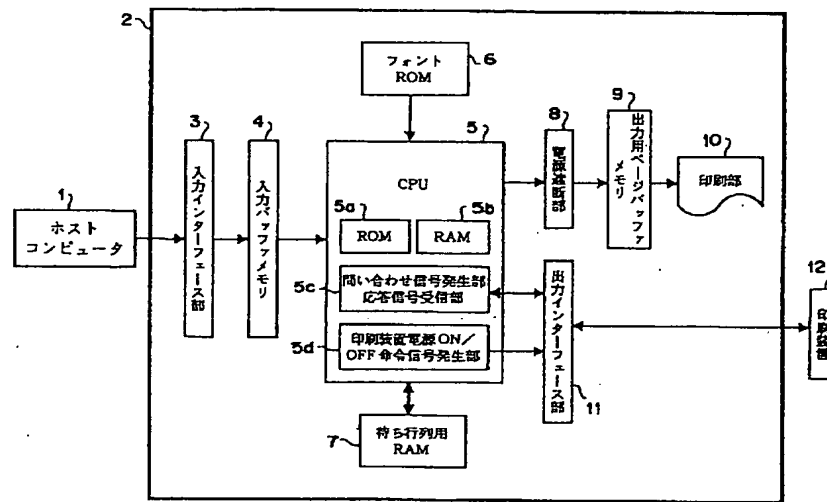 2
フォント
ROM
6
3
4
5
8
9
10
1
ホスト
コンピュータ
入力インターフェース部
入力バッファメモリ
CPU
5a
5b
ROM
RAM
電源遮断部
出力用ページバッファ
メモリ
印刷部
5c
問い合わせ信号発生部
応答信号受信部
5d
印刷装置電源ON/
OFF命令信号発生部
出力インターフェース部
11
12
印刷装置
7
待ち行列用
RAM